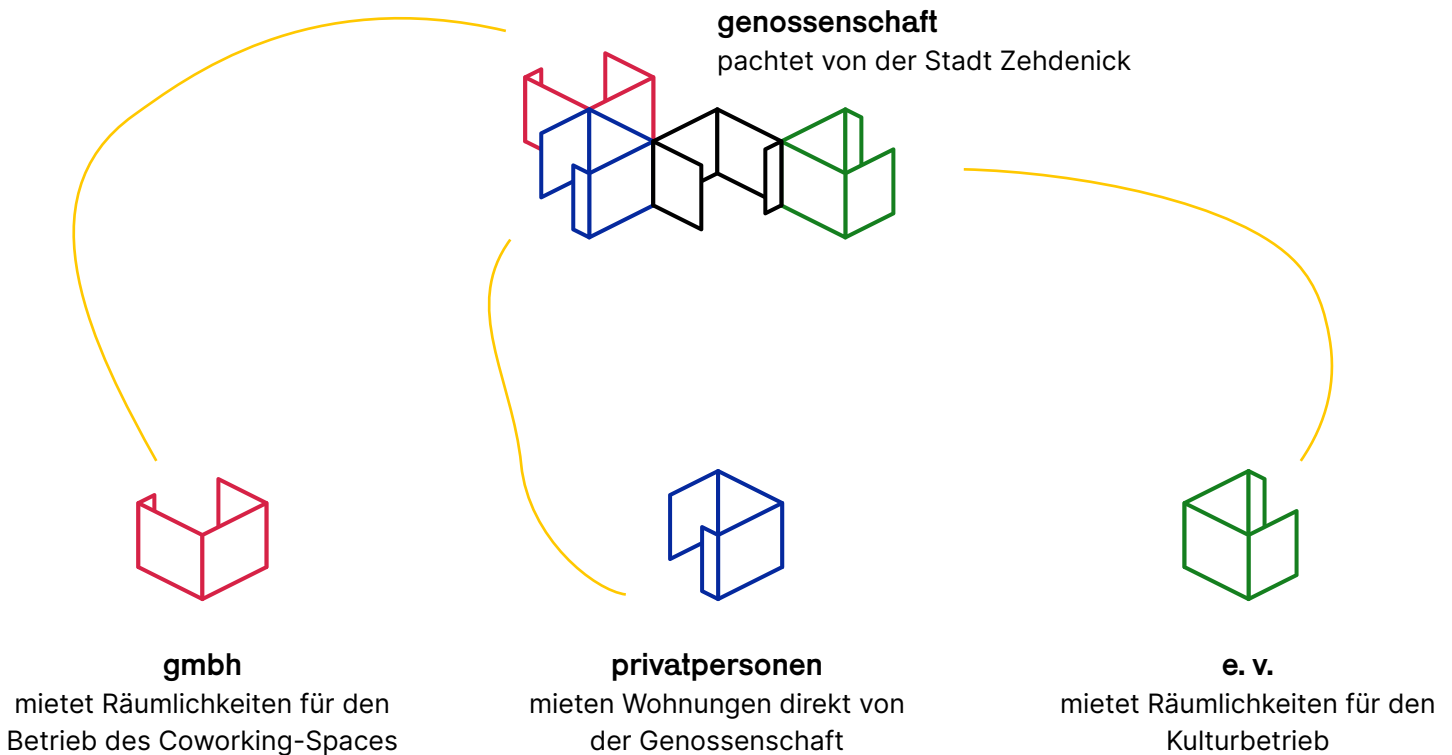 genossenschaft
pachtet von der Stadt Zehdenick
gmbh
mietet Räumlichkeiten für den
Betrieb des Coworking-Spaces
privatpersonen
mieten Wohnungen direkt von
der Genossenschaft
e. v.
mietet Räumlichkeiten für den
Kulturbetrieb